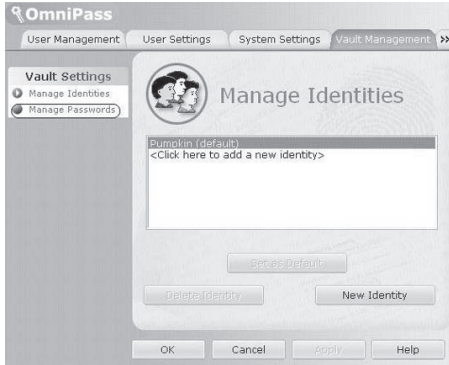 OmniPass
User Management User Settings System Settings Vault Management >>
Vault Settings
Manage Identities
Manage Passwords
Manage Identities
Pumpkin (default)
<Click here to add a new identity>
Set as Default
Delete Identity New Identity
OK Cancel Apply Help